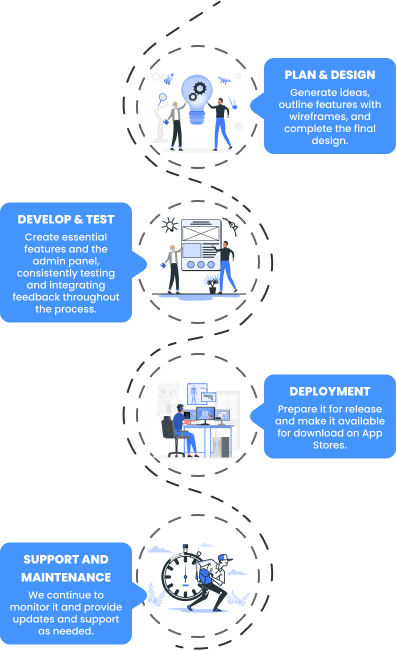 PLAN & DESIGN
Generate ideas,
outline features with
wireframes, and
complete the final
design.
DEVELOP & TEST
Create essential
features and the
admin panel,
consistently testing
and integrating
feedback throughout
the process.
DEPLOYMENT
Prepare it for release
and make it available
for download on App
Stores.
SUPPORT AND
MAINTENANCE
We continue to
monitor it and provide
updates and support
as needed.